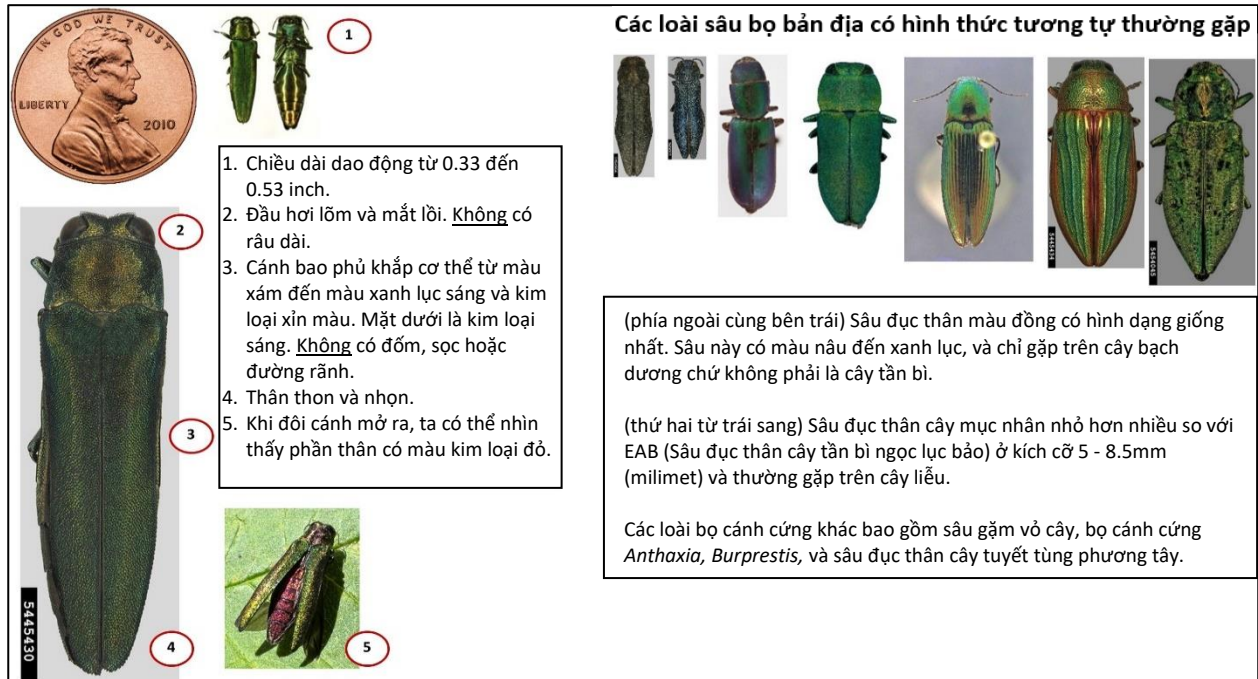 IN GOD WE TRUST
LIBERTY
2010
1
2
3
4
5
5445430
1. Chiều dài dao động từ 0.33 đến
0.53 inch.
2. Đầu hơi lõm và mắt lồi. Không có
râu dài.
3. Cánh bao phủ khắp cơ thể từ màu
xám đến màu xanh lục sáng và kim
loại xỉn màu. Mặt dưới là kim loại
sáng. Không có đốm, sọc hoặc
đường rãnh.
4. Thân thon và nhọn.
5. Khi đôi cánh mở ra, ta có thể nhìn
thấy phần thân có màu kim loại đỏ.
Các loài sâu bọ bản địa có hình thức tương tự thường gặp
5445434
5454045
(phía ngoài cùng bên trái) Sâu đục thân màu đồng có hình dạng giống
nhất. Sâu này có màu nâu đến xanh lục, và chỉ gặp trên cây bạch
dương chứ không phải là cây tần bì.
(thứ hai từ trái sang) Sâu đục thân cây mục nhân nhỏ hơn nhiều so với
EAB (Sâu đục thân cây tần bì ngọc lục bảo) ở kích cỡ 5 - 8.5mm
(milimet) và thường gặp trên cây liễu.
Các loài bọ cánh cứng khác bao gồm sâu gặm vỏ cây, bọ cánh cứng
Anthaxia, Burprestis, và sâu đục thân cây tuyết tùng phương tây.